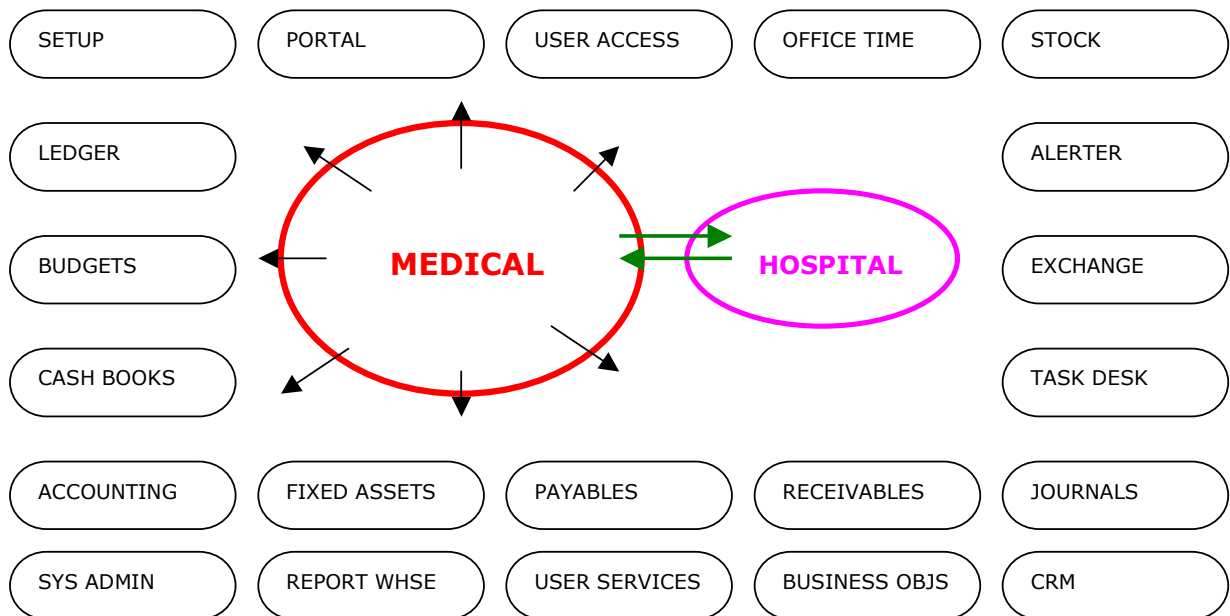 SETUP
PORTAL
USER ACCESS
OFFICE TIME
STOCK
LEDGER
ALERTER
BUDGETS
MEDICAL
HOSPITAL
EXCHANGE
CASH BOOKS
TASK DESK
ACCOUNTING
FIXED ASSETS
PAYABLES
RECEIVABLES
JOURNALS
SYS ADMIN
REPORT WHSE
USER SERVICES
BUSINESS OBJS
CRM